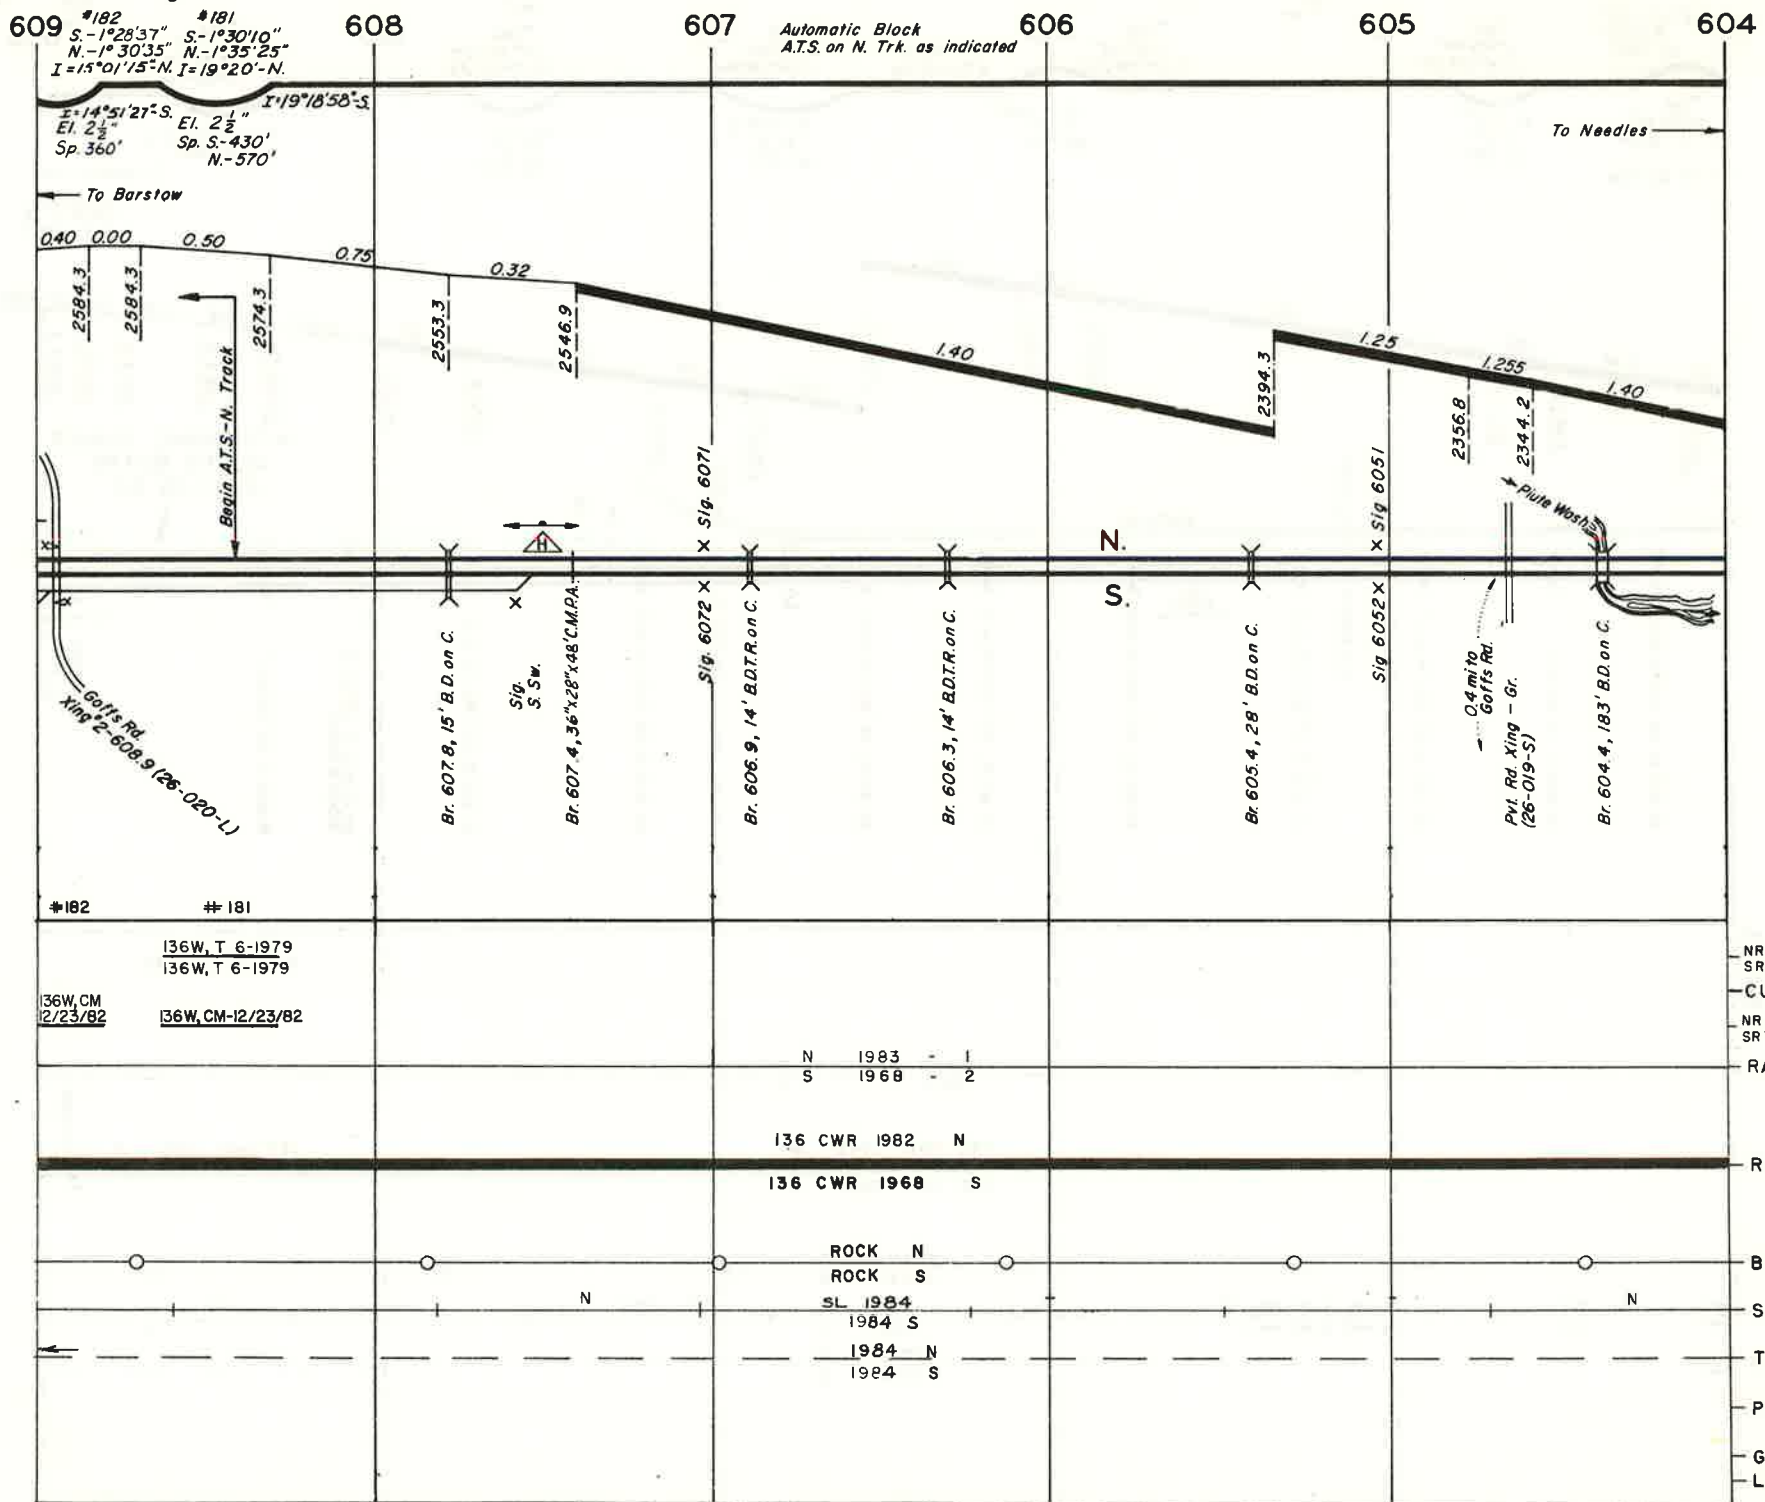 609 608 607 606 605 604
#182 #181
S.-1°28'37" S.-1°30'10"
N.-1°30'35" N.-1°35'25"
I=15°01'15"-N. I=19°20'-N.
Automatic Block
A.T.S. on N. Trk. as indicated
I=14°51'27"-S. I=19°18'58"-S.
El. 2½" El. 2½"
Sp. 360' Sp. S.-430'
N.-570'
To Needles
To Barstow
0.40 0.00 0.50 0.75 0.32 1.40 1.25 1.255 1.40
2584.3
2584.3
2574.3
2553.3
2546.9
2394.3
2356.8
2344.2
Begin A.T.S.-N. Track
Sig. 6071
Sig 6051
Piute Wash
X
X
X
H
N.
S.
X
X
X
X
Goffs Rd.
Xing #2-608.9 (26-020-L)
Br. 607.8, 15' B.D. on C.
Sig.
S. Sw.
Br. 607.4, 36"x28"x48' C.M.P.A.
Sig. 6072
Br. 606.9, 14' B.D.T.R. on C.
Br. 606.3, 14' B.D.T.R. on C.
Br. 605.4, 28' B.D. on C.
Sig 6052
0.4 mi to
Goffs Rd.
Pvt. Rd. Xing - Gr.
(26-019-S)
Br. 604.4, 183' B.D. on C.
#182 #181
136W, T 6-1979
136W, T 6-1979
NR
SR
CU
136W, CM
12/23/82 136W, CM-12/23/82
NR
SR
N 1983 - 1
S 1968 - 2
RA
136 CWR 1982 N
R
136 CWR 1968 S
ROCK N
B
ROCK S
N SL 1984 N
S
1984 S
1984 N
T
1984 S
P
G
L